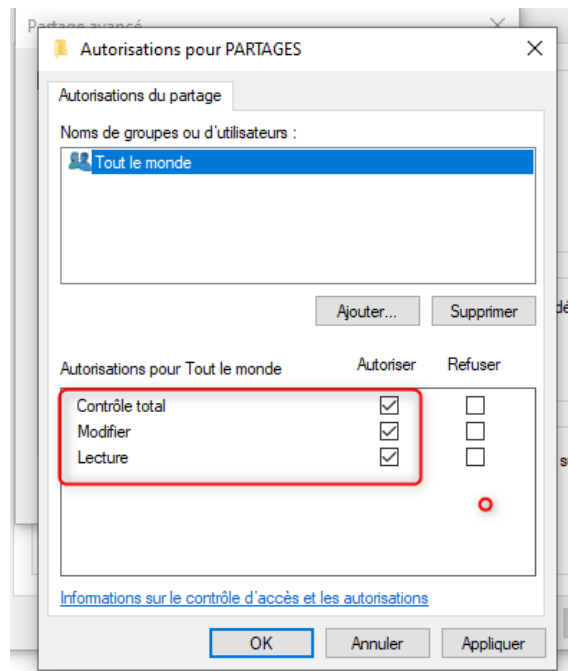 Partage avancé
Autorisations pour PARTAGES
Autorisations du partage
Noms de groupes ou d'utilisateurs :
Tout le monde
Ajouter...
Supprimer
Autorisations pour Tout le monde
Autoriser
Refuser
Contrôle total
Modifier
Lecture
Informations sur le contrôle d'accès et les autorisations
OK
Annuler
Appliquer